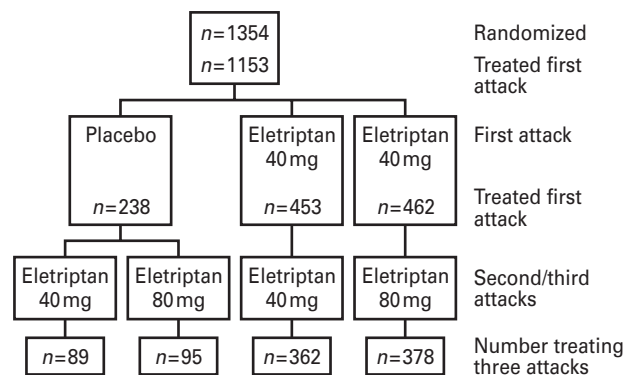 n=1354 Randomized
n=1153 Treated first
attack
Placebo Eletriptan Eletriptan First attack
40 mg 40 mg
n=238 n=453 n=462 Treated first
attack
Eletriptan Eletriptan Eletriptan Eletriptan Second/third
40 mg 80 mg 40 mg 80 mg attacks
n=89 n=95 n=362 n=378 Number treating
three attacks